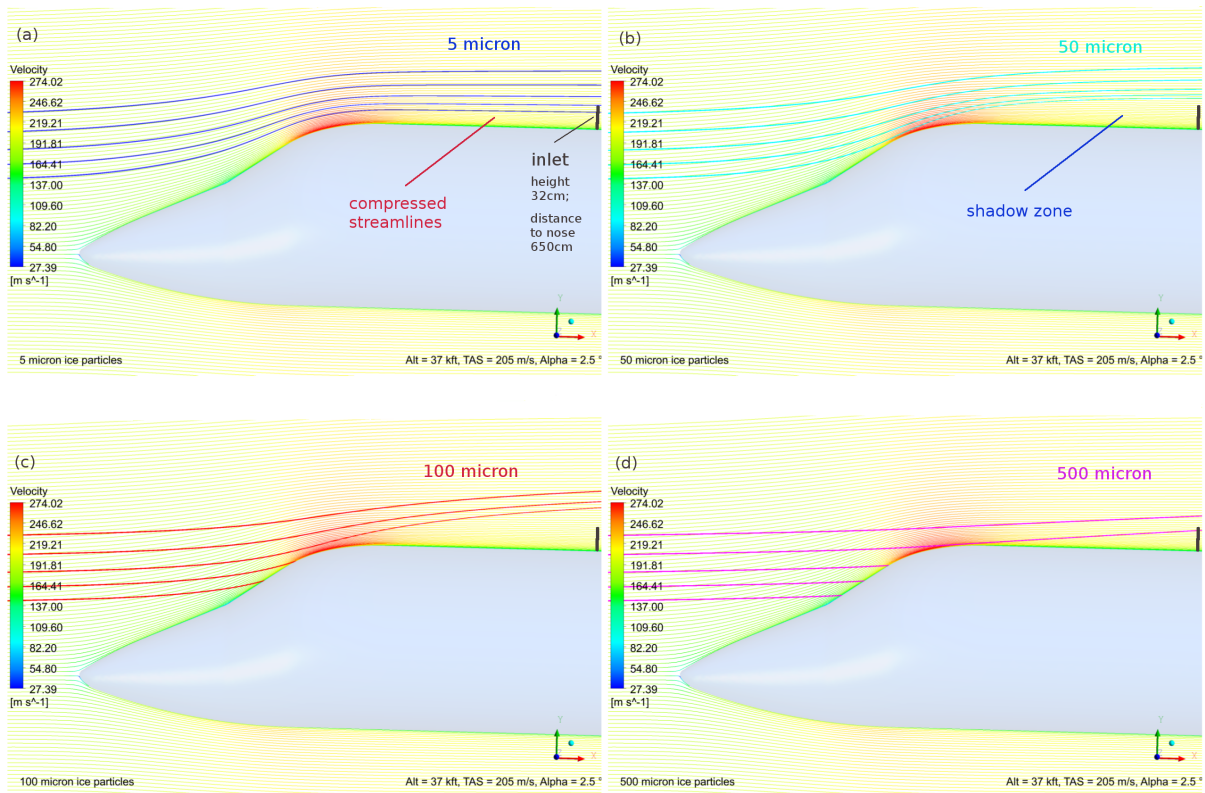 (a)
5 micron
Velocity
274.02
246.62
219.21
191.81
164.41
137.00
109.60
82.20
54.80
27.39
[m s^-1]
compressed
streamlines
inlet
height
32cm;
distance
to nose
650cm
Y
X
5 micron ice particles
Alt = 37 kft, TAS = 205 m/s, Alpha = 2.5 °
(b)
50 micron
Velocity
274.02
246.62
219.21
191.81
164.41
137.00
109.60
82.20
54.80
27.39
[m s^-1]
shadow zone
Y
X
50 micron ice particles
Alt = 37 kft, TAS = 205 m/s, Alpha = 2.5 °
(c)
100 micron
Velocity
274.02
246.62
219.21
191.81
164.41
137.00
109.60
82.20
54.80
27.39
[m s^-1]
Y
X
100 micron ice particles
Alt = 37 kft, TAS = 205 m/s, Alpha = 2.5 °
(d)
500 micron
Velocity
274.02
246.62
219.21
191.81
164.41
137.00
109.60
82.20
54.80
27.39
[m s^-1]
Y
X
500 micron ice particles
Alt = 37 kft, TAS = 205 m/s, Alpha = 2.5 °